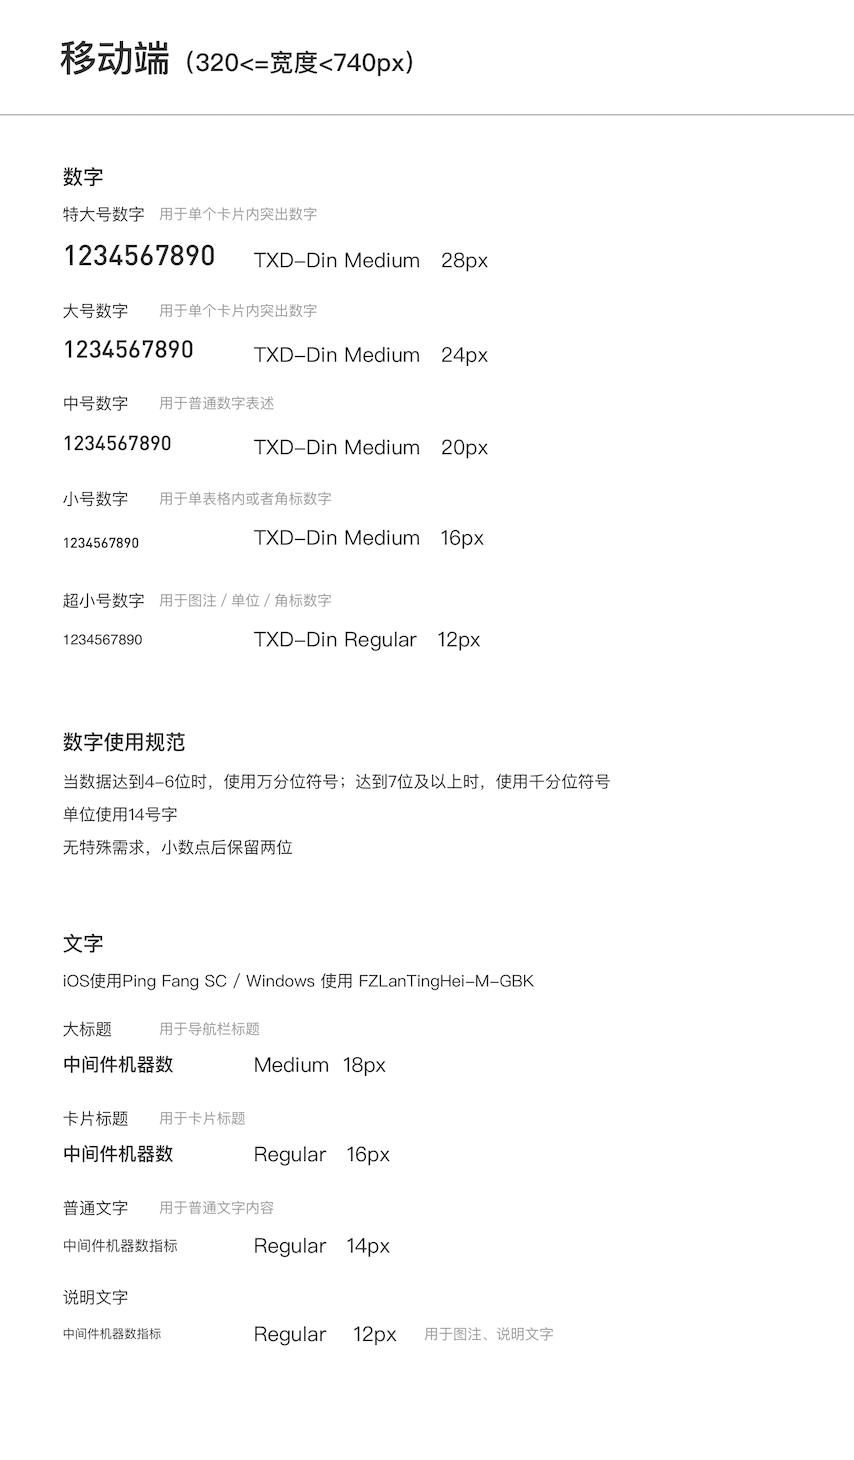 移动端（320<=宽度<740px）
数字
特大号数字 用于单个卡片内突出数字
1234567890 TXD-Din Medium 28px
大号数字 用于单个卡片内突出数字
1234567890 TXD-Din Medium 24px
中号数字 用于普通数字表述
1234567890 TXD-Din Medium 20px
小号数字 用于单表格内或者角标数字
1234567890 TXD-Din Medium 16px
超小号数字 用于图注 / 单位 / 角标数字
1234567890 TXD-Din Regular 12px
数字使用规范
当数据达到4-6位时，使用万分位符号；达到7位及以上时，使用千分位符号
单位使用14号字
无特殊需求，小数点后保留两位
文字
iOS使用Ping Fang SC / Windows 使用 FZLanTingHei-M-GBK
大标题 用于导航栏标题
中间件机器数 Medium 18px
卡片标题 用于卡片标题
中间件机器数 Regular 16px
普通文字 用于普通文字内容
中间件机器数指标 Regular 14px
说明文字
中间件机器数指标 Regular 12px 用于图注、说明文字